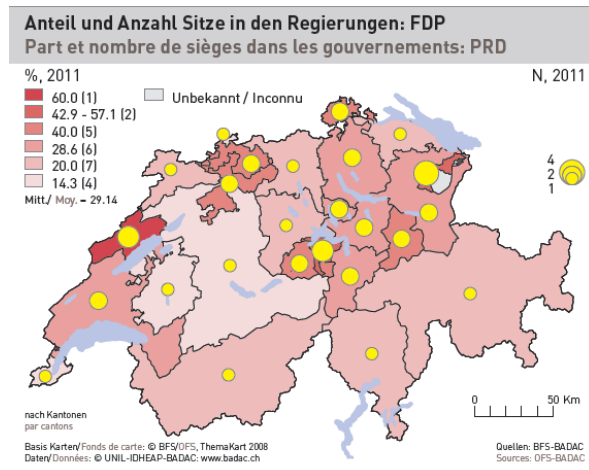 Anteil und Anzahl Sitze in den Regierungen: FDP
Part et nombre de sièges dans les gouvernements: PRD
%, 2011
N, 2011
60.0 (1)
42.9 - 57.1 (2)
40.0 (5)
28.6 (6)
20.0 (7)
14.3 (4)
Unbekannt / Inconnu
Mitt./ Moy. = 29.14
4
2
1
0 50 Km
nach Kantonen
par cantons
Basis Karten/Fonds de carte: © BFS/OFS, ThemaKart 2008
Daten/Données: © UNIL-IDHEAP-BADAC: www.badac.ch
Quellen: BFS-BADAC
Sources: OFS-BADAC